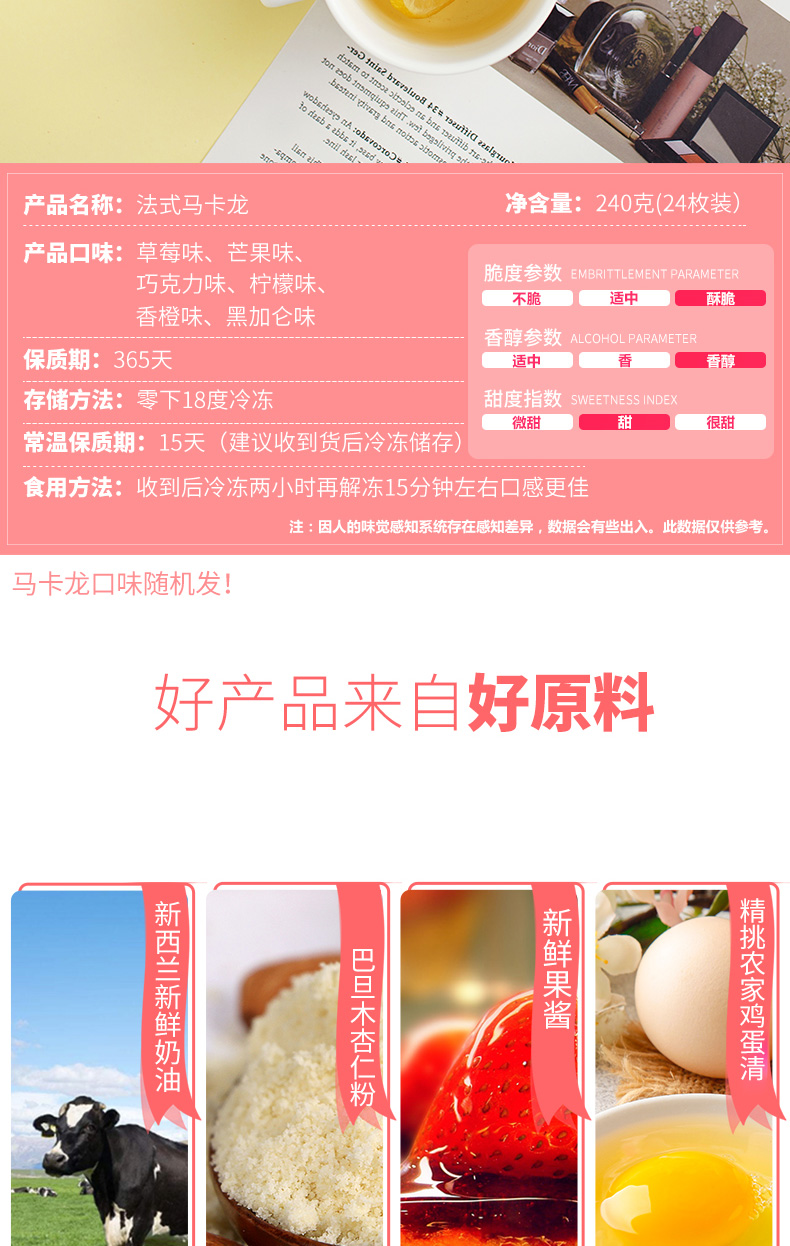 Dior
产品名称：法式马卡龙
净含量：240克(24枚装）
产品口味：草莓味、芒果味、
巧克力味、柠檬味、
香橙味、黑加仑味
脆度参数 EMBRITTLEMENT PARAMETER
不脆 适中 酥脆
香醇参数 ALCOHOL PARAMETER
适中 香 香醇
甜度指数 SWEETNESS INDEX
微甜 甜 很甜
保质期：365天
存储方法：零下18度冷冻
常温保质期：15天（建议收到货后冷冻储存）
食用方法：收到后冷冻两小时再解冻15分钟左右口感更佳
注：因人的味觉感知系统存在感知差异，数据会有些出入。此数据仅供参考。
马卡龙口味随机发！
好产品来自好原料
新西兰新鲜奶油
巴旦木杏仁粉
新鲜果酱
精挑农家鸡蛋清